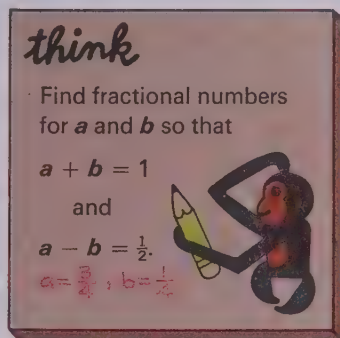 think
Find fractional numbers
for a and b so that
a + b = 1
and
a − b = ½.
a = 3/4, b = 1/4